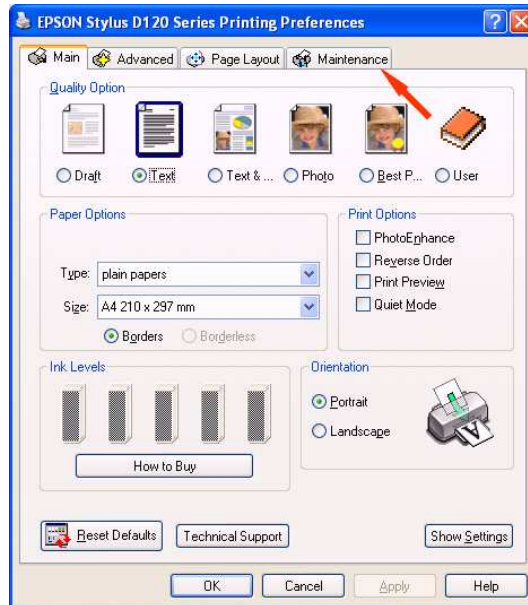 EPSON Stylus D120 Series Printing Preferences
Main Advanced Page Layout Maintenance
Quality Option
Draft Text Text & ... Photo Best P... User
Paper Options
Type: plain papers
Size: A4 210 x 297 mm
Borders Borderless
Print Options
PhotoEnhance
Reverse Order
Print Preview
Quiet Mode
Ink Levels
How to Buy
Orientation
Portrait
Landscape
A
Reset Defaults Technical Support Show Settings
OK Cancel Apply Help